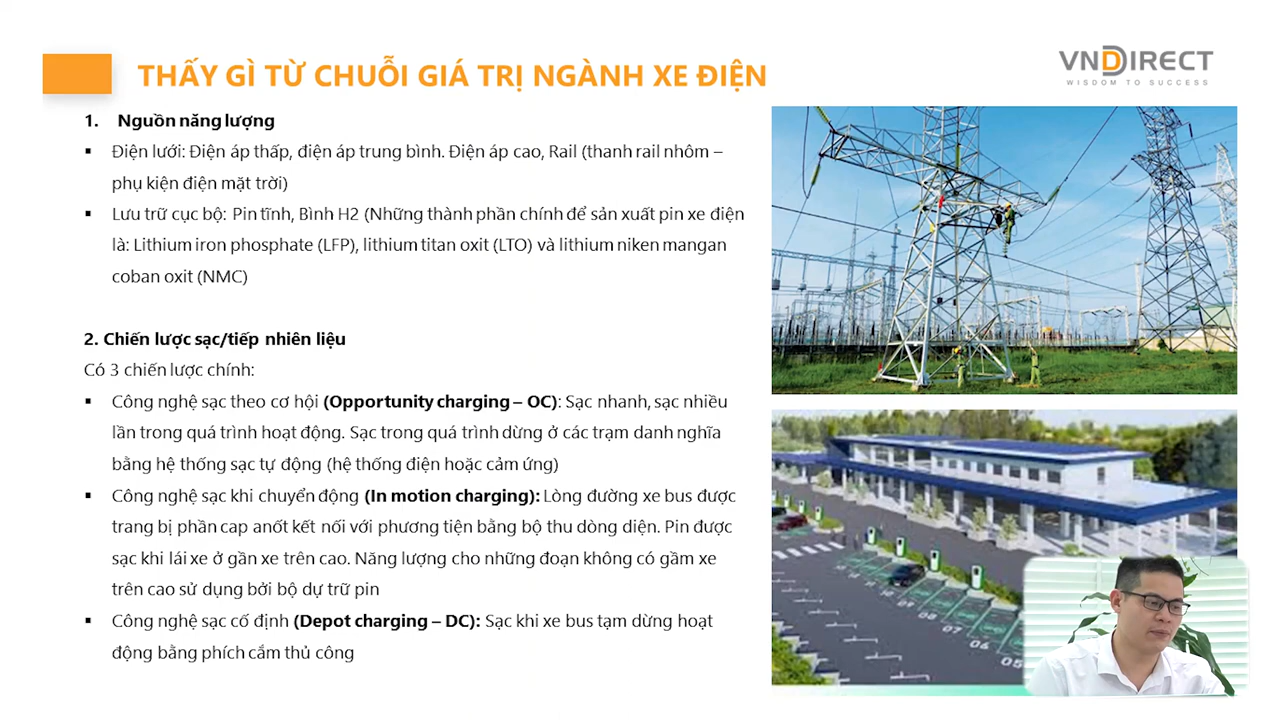 THẤY GÌ TỪ CHUỖI GIÁ TRỊ NGÀNH XE ĐIỆN
VNDIRECT
WISDOM TO SUCCESS
1. Nguồn năng lượng
▪ Điện lưới: Điện áp thấp, điện áp trung bình. Điện áp cao, Rail (thanh rail nhôm –
phụ kiện điện mặt trời)
▪ Lưu trữ cục bộ: Pin tĩnh, Bình H2 (Những thành phần chính để sản xuất pin xe điện
là: Lithium iron phosphate (LFP), lithium titan oxit (LTO) và lithium niken mangan
coban oxit (NMC)
2. Chiến lược sạc/tiếp nhiên liệu
Có 3 chiến lược chính:
▪ Công nghệ sạc theo cơ hội (Opportunity charging – OC): Sạc nhanh, sạc nhiều
lần trong quá trình hoạt động. Sạc trong quá trình dừng ở các trạm danh nghĩa
bằng hệ thống sạc tự động (hệ thống điện hoặc cảm ứng)
▪ Công nghệ sạc khi chuyển động (In motion charging): Lòng đường xe bus được
trang bị phần cap anốt kết nối với phương tiện bằng bộ thu dòng diện. Pin được
sạc khi lái xe ở gần xe trên cao. Năng lượng cho những đoạn không có gầm xe
trên cao sử dụng bởi bộ dự trữ pin
▪ Công nghệ sạc cố định (Depot charging – DC): Sạc khi xe bus tạm dừng hoạt
động bằng phích cắm thủ công
08
07
06
05